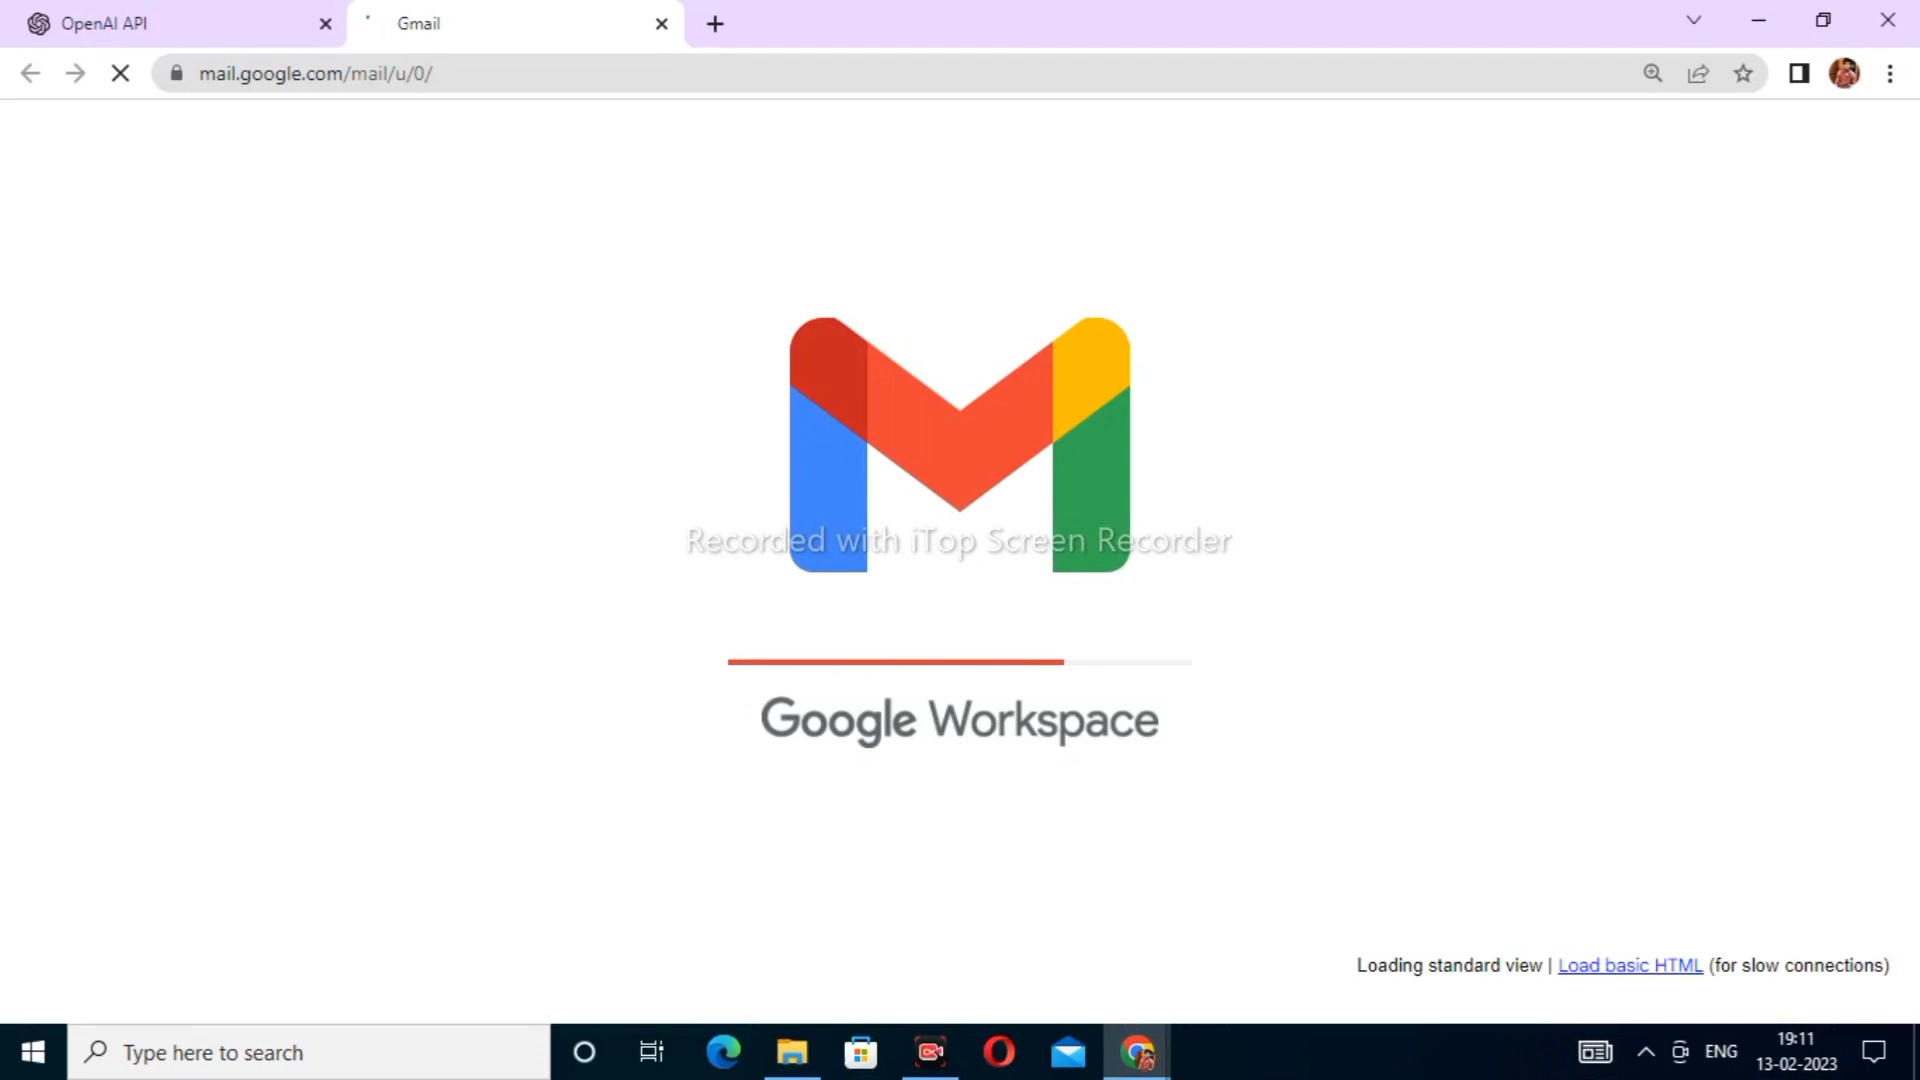 OpenAI API
Gmail
mail.google.com/mail/u/0/
Recorded with iTop Screen Recorder
Google Workspace
Loading standard view | Load basic HTML (for slow connections)
Type here to search
ENG
19:11
13-02-2023